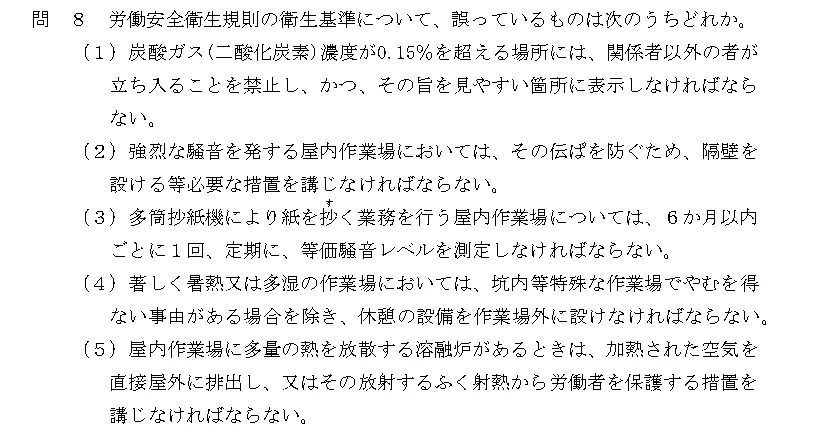 問 8 労働安全衛生規則の衛生基準について、誤っているものは次のうちどれか。
(1) 炭酸ガス(二酸化炭素)濃度が0.15%を超える場所には、関係者以外の者が
立ち入ることを禁止し、かつ、その旨を見やすい箇所に表示しなければなら
ない。
(2) 強烈な騒音を発する屋内作業場においては、その伝ぱを防ぐため、隔壁を
設ける等必要な措置を講じなければならない。
す
(3) 多筒抄紙機により紙を抄く業務を行う屋内作業場については、6か月以内
ごとに1回、定期に、等価騒音レベルを測定しなければならない。
(4) 著しく暑熱又は多湿の作業場においては、坑内等特殊な作業場でやむを得
ない事由がある場合を除き、休憩の設備を作業場外に設けなければならない。
(5) 屋内作業場に多量の熱を放散する溶融炉があるときは、加熱された空気を
直接屋外に排出し、又はその放射するふく射熱から労働者を保護する措置を
講じなければならない。